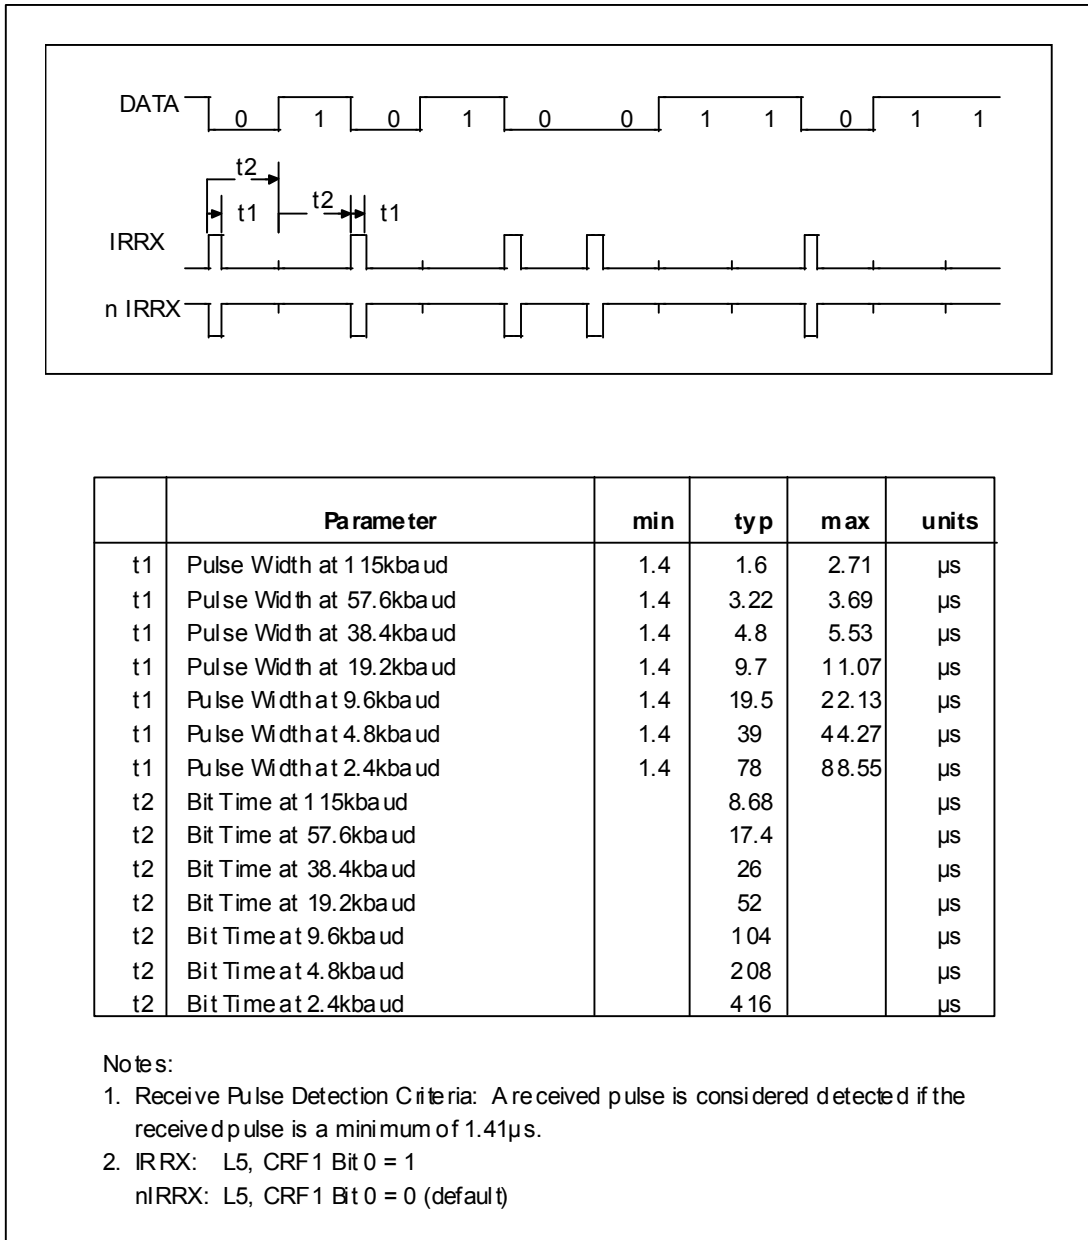 DATA 0 1 0 1 0 0 1 1 0 1 1
t2
t1 t2 t1
IRRX
n IRRX
Parameter min typ max units
t1 Pulse Width at 115kbaud 1.4 1.6 2.71 µs
t1 Pulse Width at 57.6kbaud 1.4 3.22 3.69 µs
t1 Pulse Width at 38.4kbaud 1.4 4.8 5.53 µs
t1 Pulse Width at 19.2kbaud 1.4 9.7 11.07 µs
t1 Pulse Width at 9.6kbaud 1.4 19.5 22.13 µs
t1 Pulse Width at 4.8kbaud 1.4 39 44.27 µs
t1 Pulse Width at 2.4kbaud 1.4 78 88.55 µs
t2 Bit Time at 115kbaud 8.68 µs
t2 Bit Time at 57.6kbaud 17.4 µs
t2 Bit Time at 38.4kbaud 26 µs
t2 Bit Time at 19.2kbaud 52 µs
t2 Bit Time at 9.6kbaud 104 µs
t2 Bit Time at 4.8kbaud 208 µs
t2 Bit Time at 2.4kbaud 416 µs
Notes:
1. Receive Pulse Detection Criteria: A received pulse is considered detected if the
received pulse is a minimum of 1.41µs.
2. IRRX: L5, CRF1 Bit 0 = 1
nIRRX: L5, CRF1 Bit 0 = 0 (default)